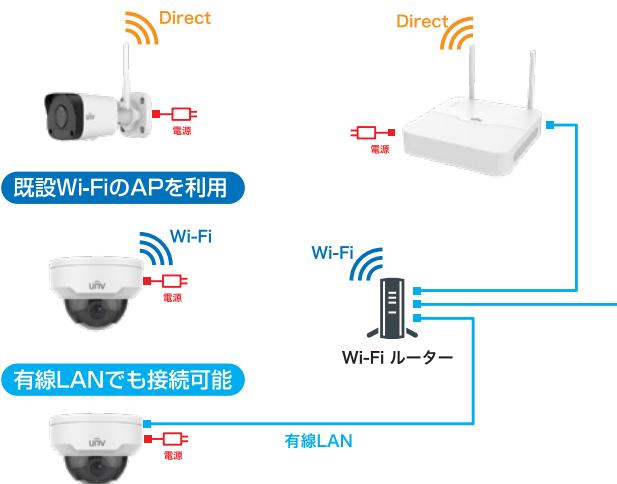 Direct
Direct
電源
電源
既設Wi-FiのAPを利用
Wi-Fi
Wi-Fi
unv
電源
Wi-Fi ルーター
有線LANでも接続可能
有線LAN
unv
電源